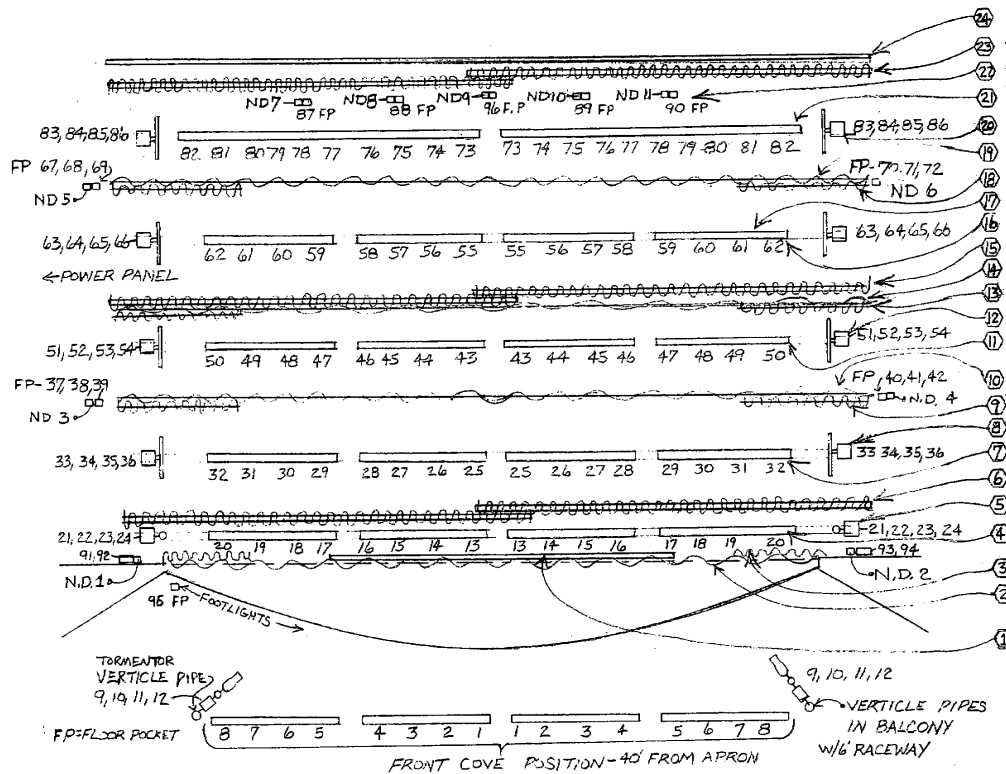 24
23
22
ND7 ND8 ND9 ND10 ND11
87 FP 88 FP 96 F.P 89 FP 90 FP
21
83, 84, 85, 86 83, 84, 85, 86
20
82 81 80 79 78 77 76 75 74 73 73 74 75 76 77 78 79 80 81 82
19
FP 67, 68, 69 FP-70, 71, 72
18
ND5 ND 6
17
63, 64, 65, 66 63, 64, 65, 66
16
62 61 60 59 58 57 56 55 55 56 57 58 59 60 61 62
15
←POWER PANEL
14
13
12
51, 52, 53, 54 51, 52, 53, 54
11
50 49 48 47 46 45 44 43 43 44 45 46 47 48 49 50
10
FP-37, 38, 39 FP, 40, 41, 42
ND 3 N.D. 4
9
8
33, 34, 35, 36 33 34, 35, 36
7
32 31 30 29 28 27 26 25 25 26 27 28 29 30 31 32
6
5
21, 22, 23, 24 21, 22, 23, 24
4
20 19 18 17 16 15 14 13 13 14 15 16 17 18 19 20
91, 92 93, 94
3
N.D.1 N.D. 2
2
95 FP FOOTLIGHTS
1
TORMENTOR
VERTICLE PIPE
9, 10, 11, 12 9, 10, 11, 12
VERTICLE PIPES
IN BALCONY
W/6' RACEWAY
FP=FLOOR POCKET 8 7 6 5 4 3 2 1 1 2 3 4 5 6 7 8
FRONT COVE POSITION-40' FROM APRON